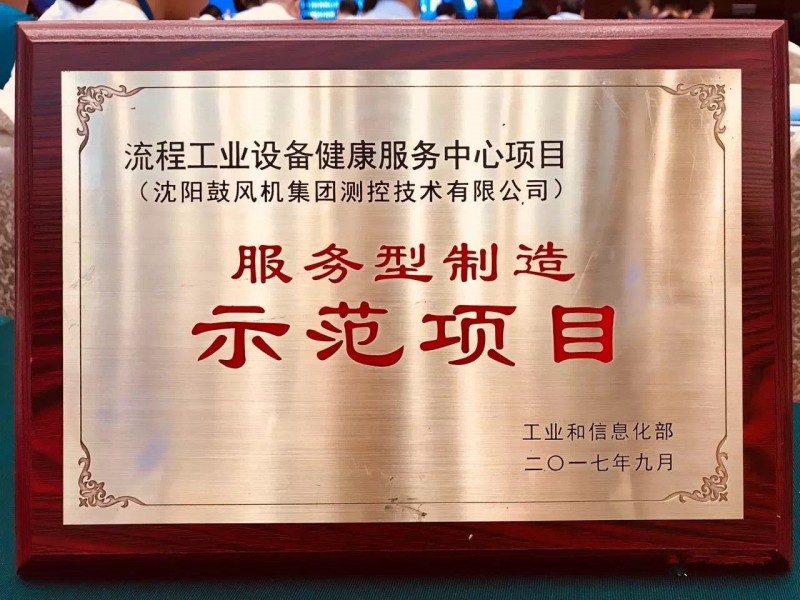 流程工业设备健康服务中心项目
（沈阳鼓风机集团测控技术有限公司）
服务型制造
示范项目
工业和信息化部
二〇一七年九月